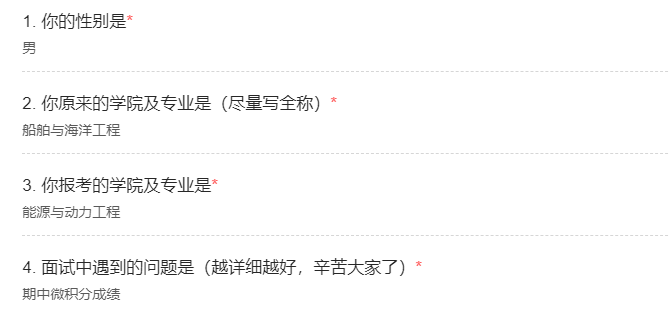 1. 你的性别是*
男
2. 你原来的学院及专业是（尽量写全称）*
船舶与海洋工程
3. 你报考的学院及专业是*
能源与动力工程
4. 面试中遇到的问题是（越详细越好，辛苦大家了）*
期中微积分成绩